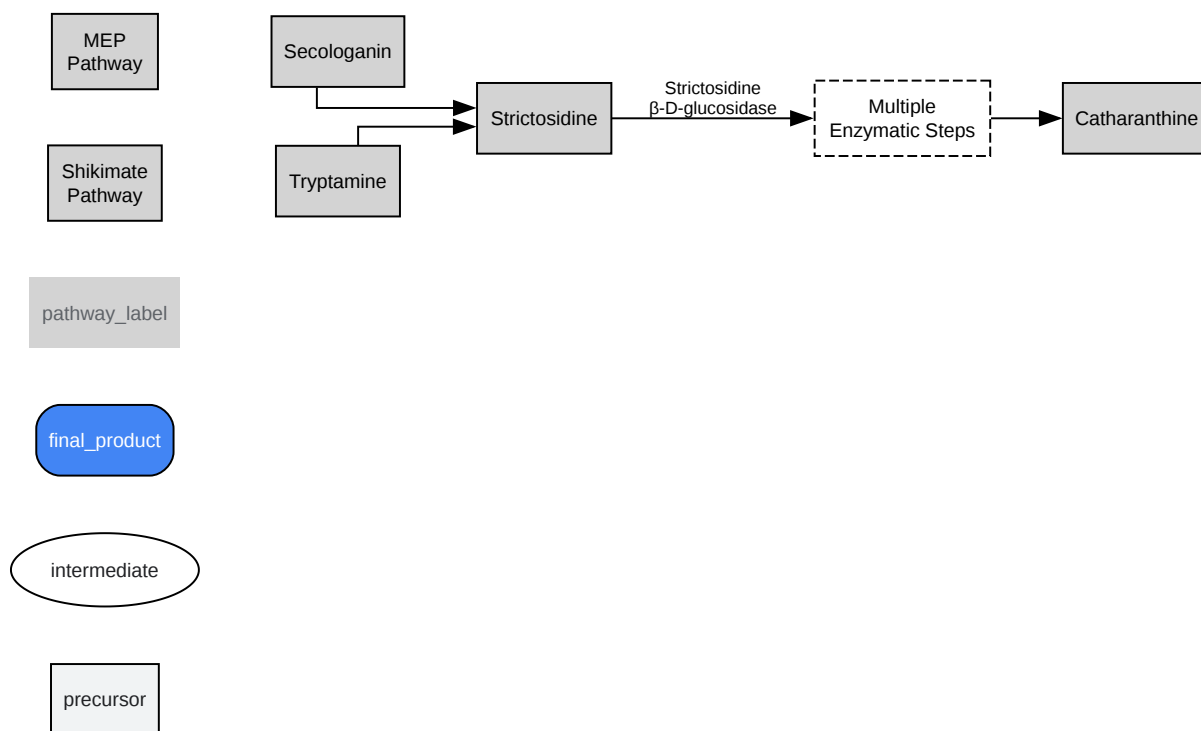 MEP
Pathway
Secologanin
Strictosidine
β-D-glucosidase
Multiple
Enzymatic Steps
Strictosidine
Catharanthine
Shikimate
Pathway
Tryptamine
pathway_label
final_product
intermediate
precursor